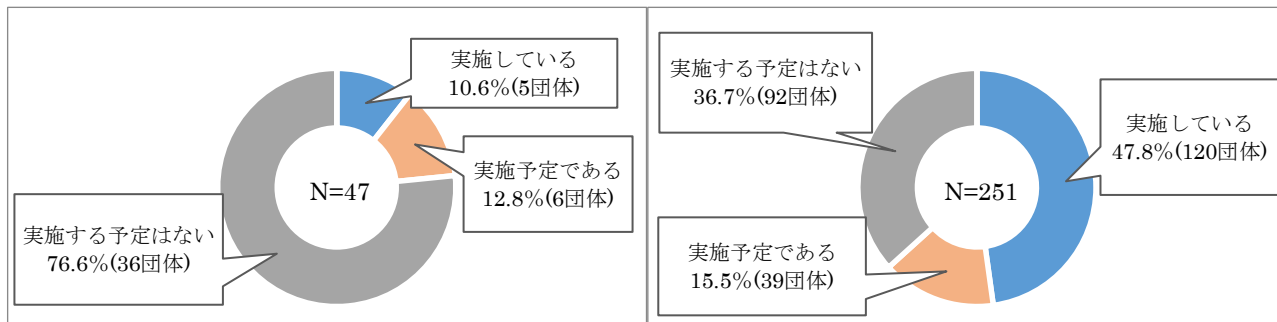 実施している
10.6%(5団体)
実施予定である
12.8%(6団体)
N=47
実施する予定はない
76.6%(36団体)
実施する予定はない
36.7%(92団体)
実施している
47.8%(120団体)
N=251
実施予定である
15.5%(39団体)